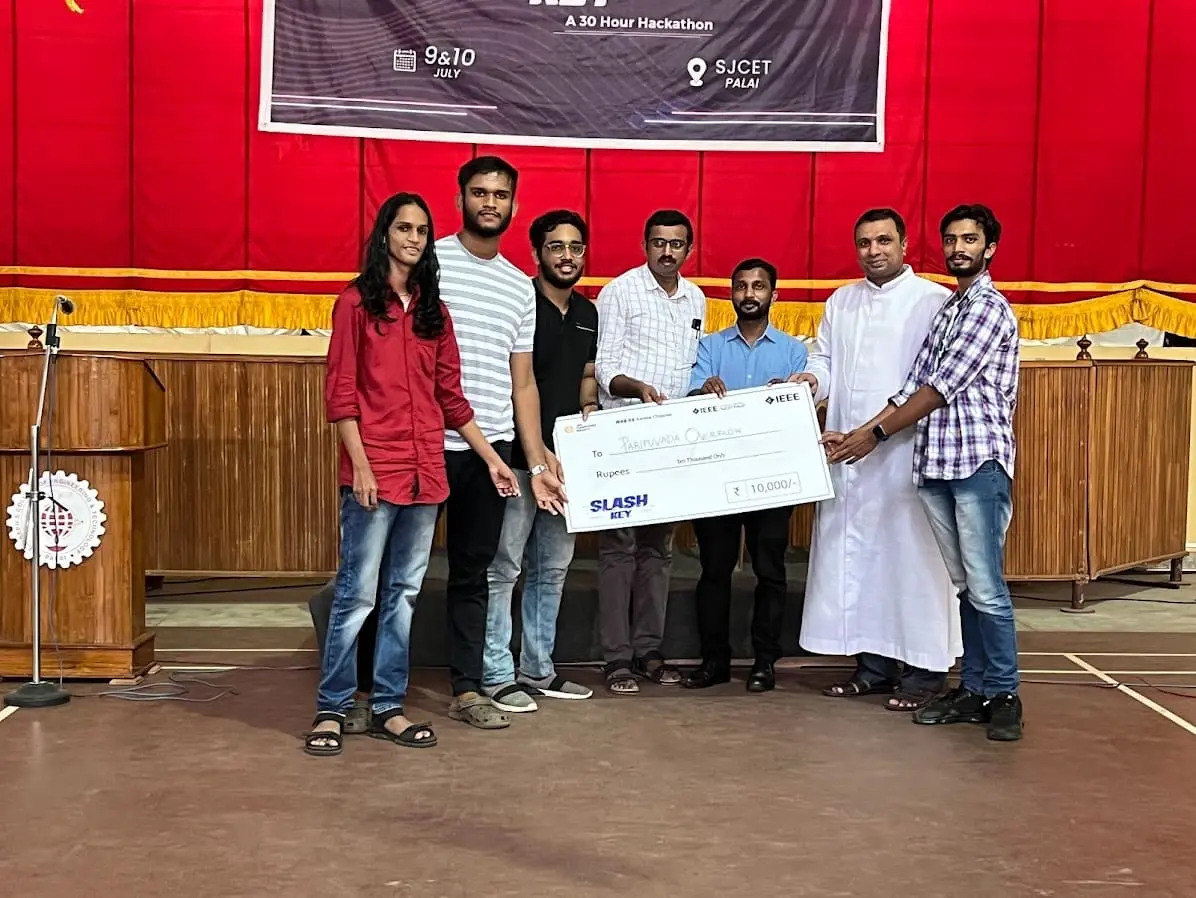 A 30 Hour Hackathon
9&10
JULY
SJCET
PALAI
IEEE
IEEE
To PARIPUVADA OVERFLOW
Rupees Ten Thousand Only
₹ 10,000/-
SLASH
KEY
PALAI